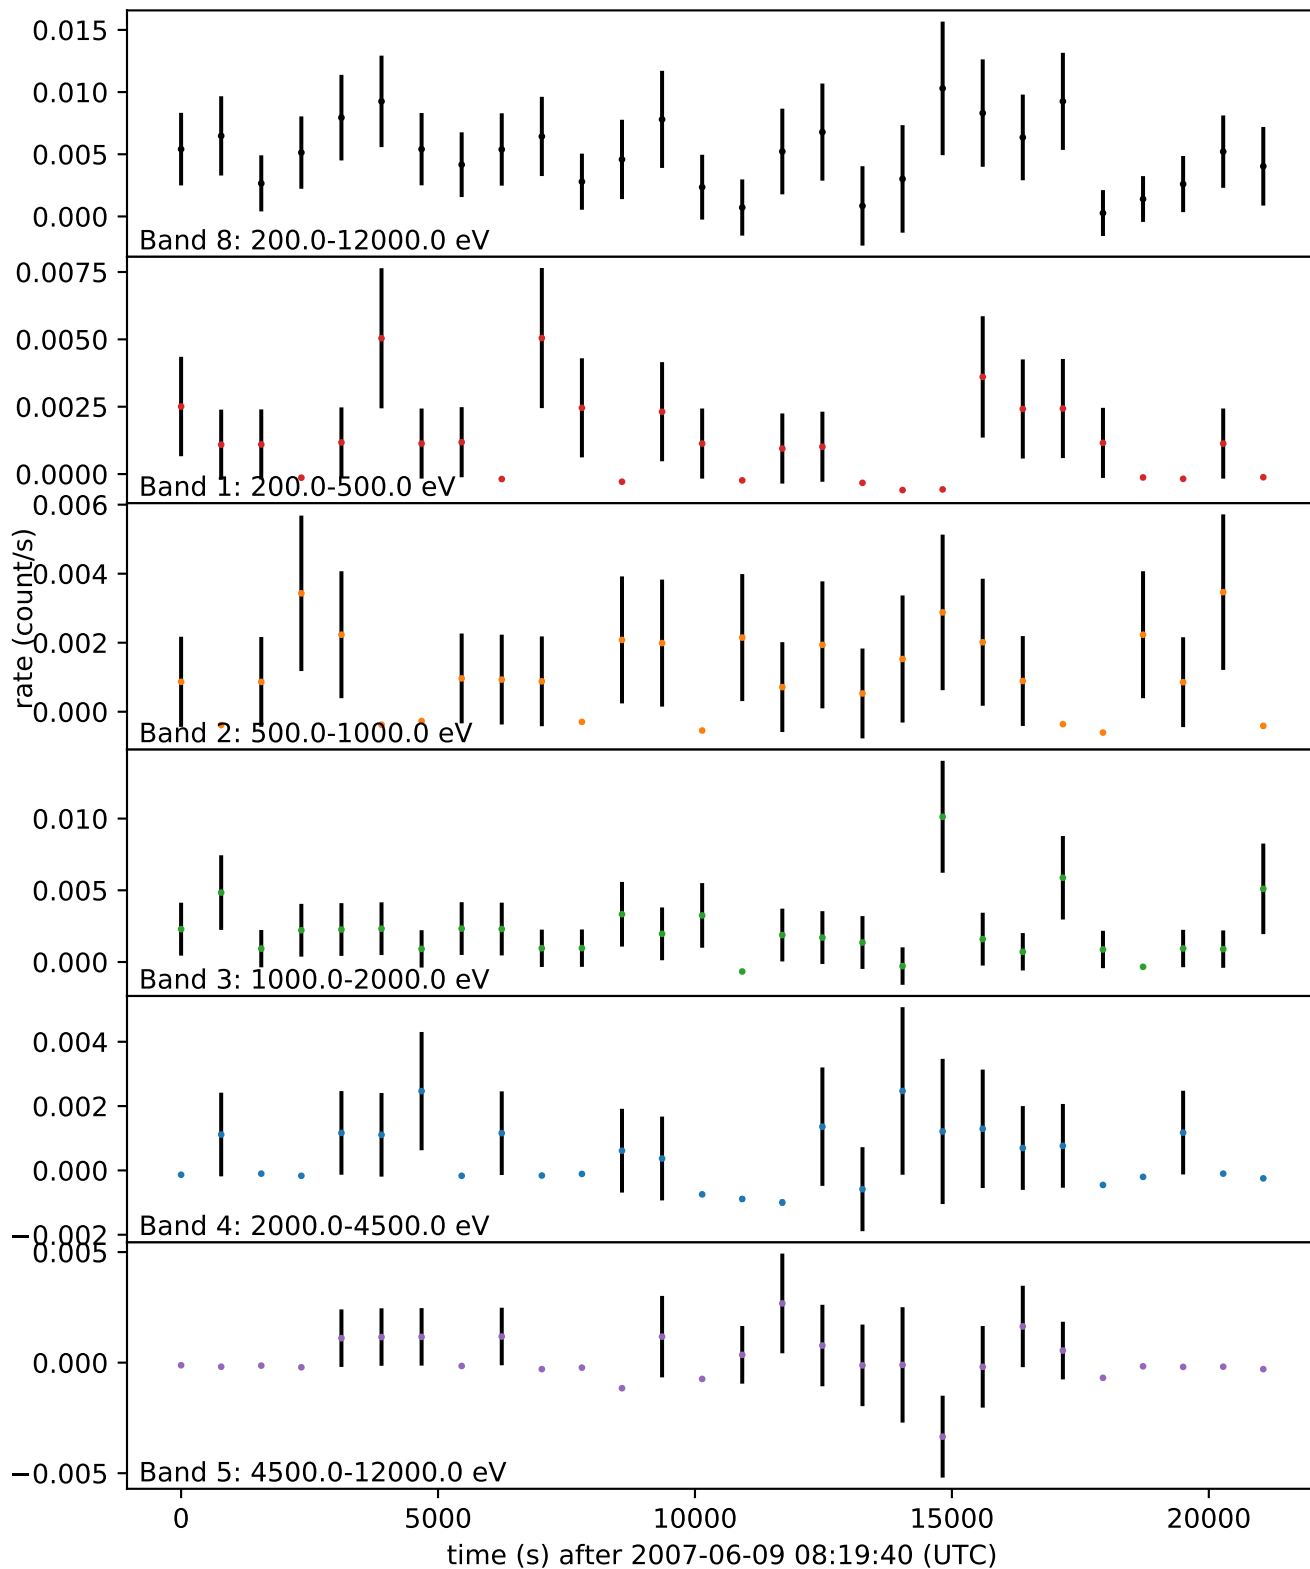 0.015
0.010
0.005
0.000
Band 8: 200.0-12000.0 eV
0.0075
0.0050
0.0025
0.0000
Band 1: 200.0-500.0 eV
0.006
0.004
0.002
0.000
rate (count/s)
Band 2: 500.0-1000.0 eV
0.010
0.005
0.000
Band 3: 1000.0-2000.0 eV
0.004
0.002
0.000
−0.002
Band 4: 2000.0-4500.0 eV
0.005
0.000
−0.005
Band 5: 4500.0-12000.0 eV
0 5000 10000 15000 20000
time (s) after 2007-06-09 08:19:40 (UTC)